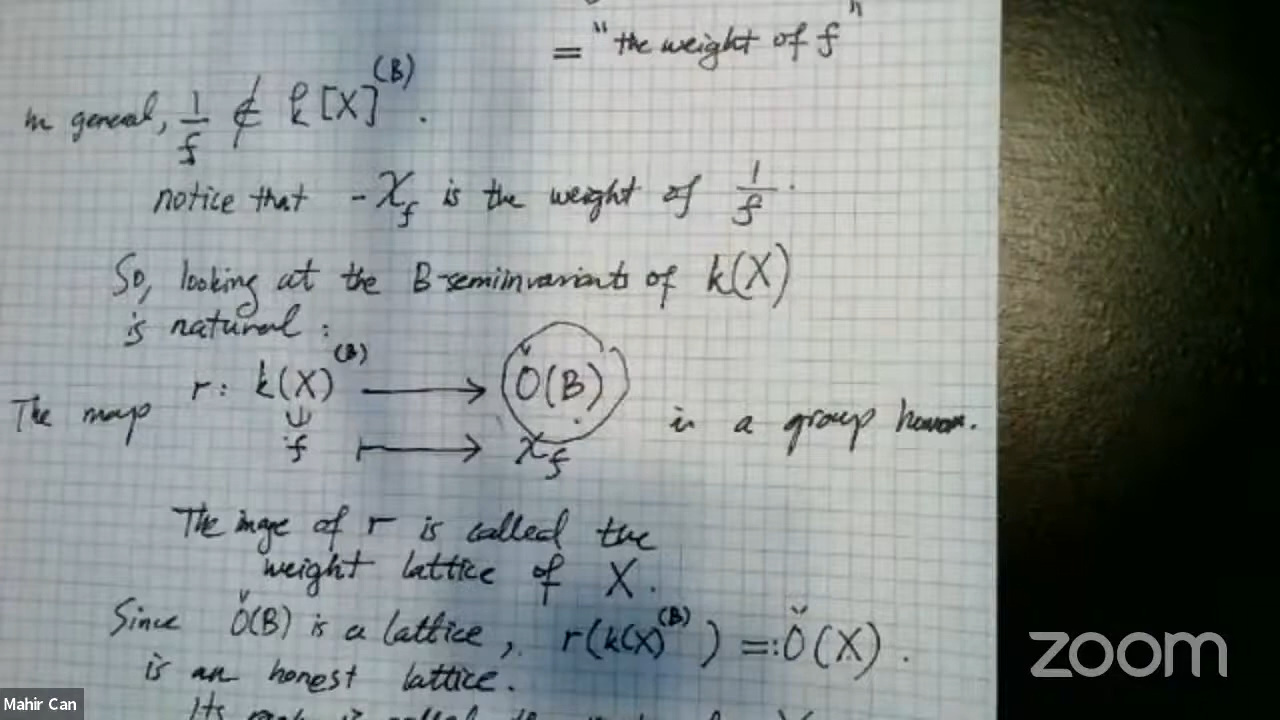 = "the weight of f"
in general, 1/f ∉ k[X]^(B).
notice that -χ_f is the weight of 1/f.
So, looking at the B-semiinvariants of k(X)
is natural:
The map r: k(X)^(B) ⟶ Ǒ(B) is a group homom.
f ⟼ χ_f
The image of r is called the
weight lattice of X.
Since Ǒ(B) is a lattice, r(k(X)^(B)) =: Ǒ(X).
is an honest lattice.
Its
zoom
Mahir Can